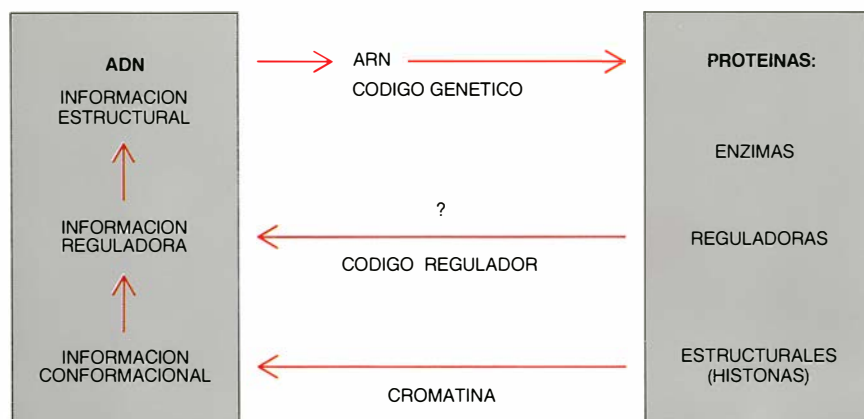 ADN
INFORMACION
ESTRUCTURAL
INFORMACION
REGULADORA
INFORMACION
CONFORMACIONAL
ARN
CODIGO GENETICO
?
CODIGO REGULADOR
CROMATINA
PROTEINAS:
ENZIMAS
REGULADORAS
ESTRUCTURALES
(HISTONAS)